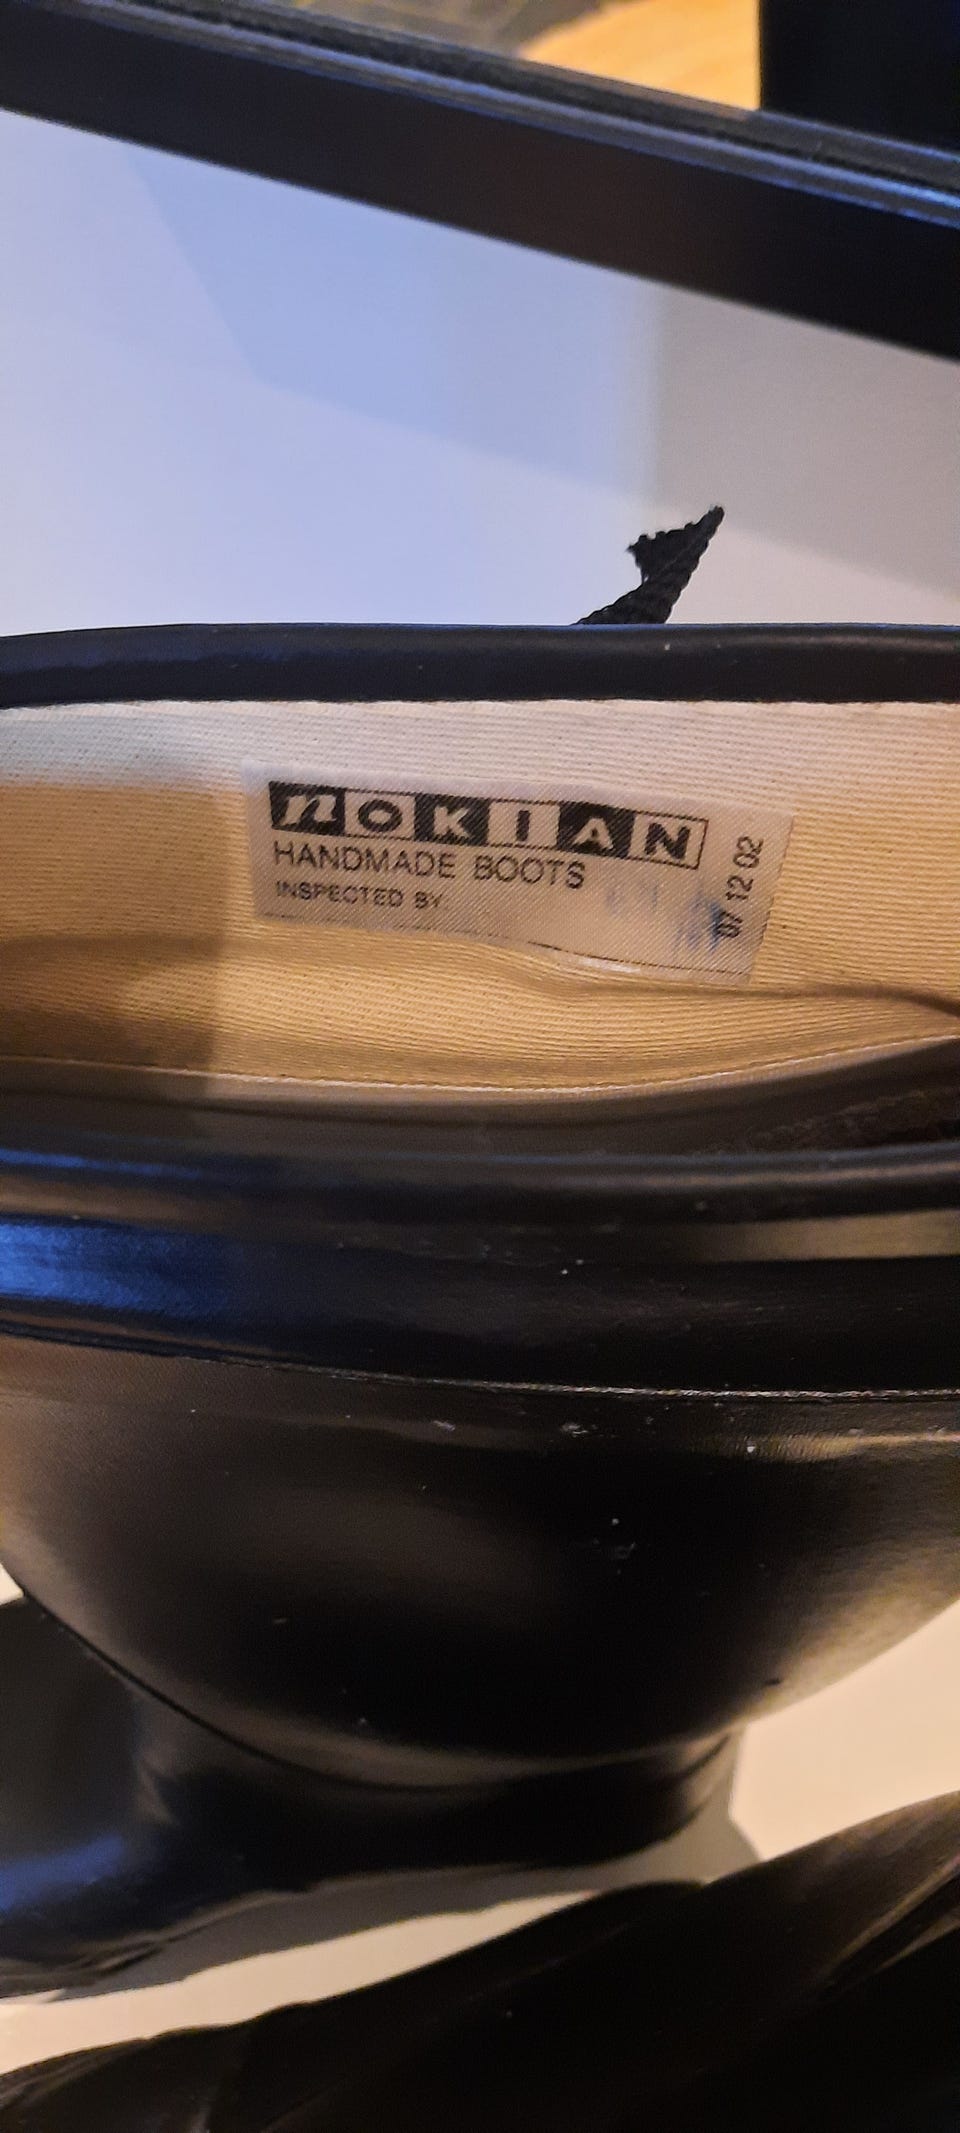 nOKIAN
HANDMADE BOOTS
INSPECTED BY
07 12 02